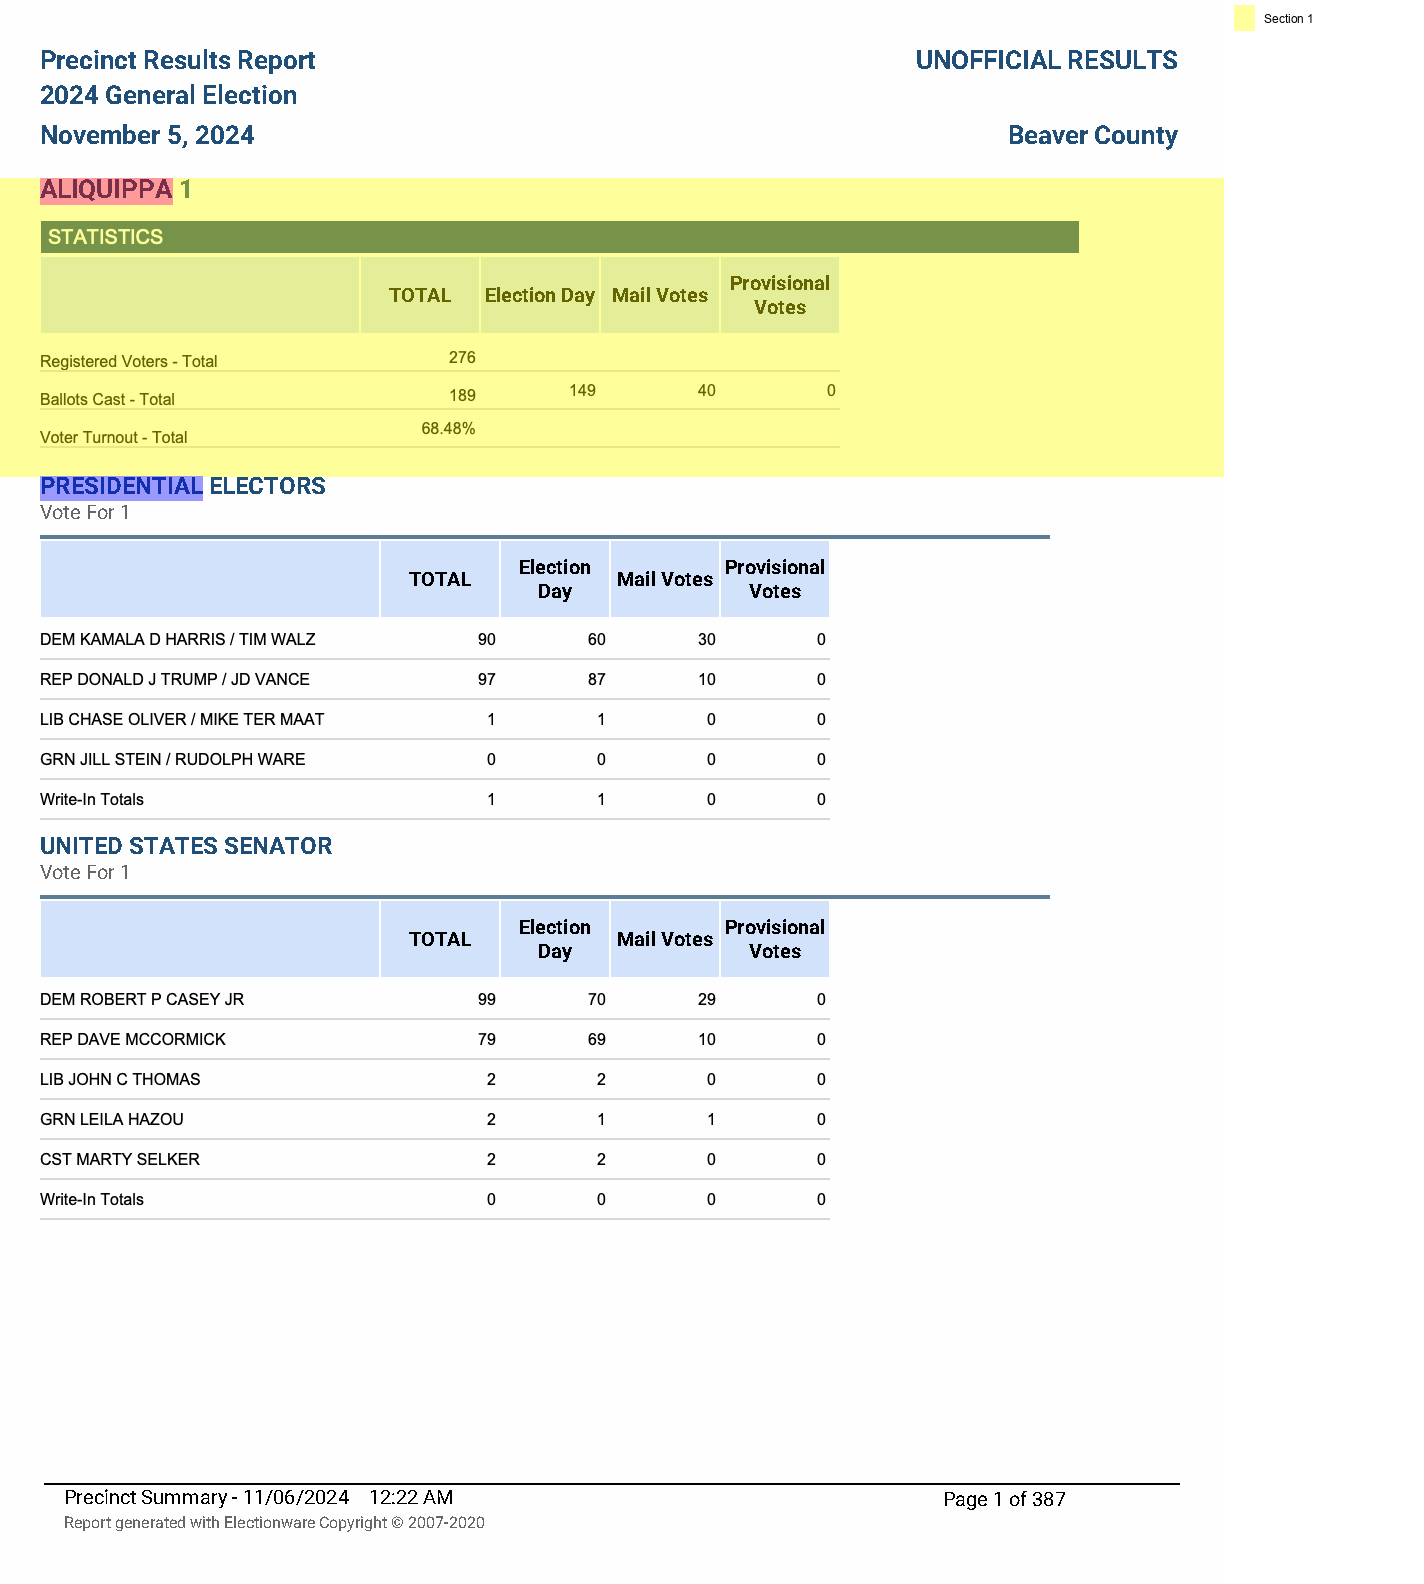 Section 1
Precinct Results Report UNOFFICIAL RESULTS
2024 General Election
November 5, 2024 Beaver County
ALIQUIPPA 1
STATISTICS
TOTAL Election Day Mail Votes Provisional Votes
Registered Voters - Total 276
Ballots Cast - Total 189 149 40 0
Voter Turnout - Total 68.48%
PRESIDENTIAL ELECTORS
Vote For 1
TOTAL Election Day Mail Votes Provisional Votes
DEM KAMALA D HARRIS / TIM WALZ 90 60 30 0
REP DONALD J TRUMP / JD VANCE 97 87 10 0
LIB CHASE OLIVER / MIKE TER MAAT 1 1 0 0
GRN JILL STEIN / RUDOLPH WARE 0 0 0 0
Write-In Totals 1 1 0 0
UNITED STATES SENATOR
Vote For 1
TOTAL Election Day Mail Votes Provisional Votes
DEM ROBERT P CASEY JR 99 70 29 0
REP DAVE MCCORMICK 79 69 10 0
LIB JOHN C THOMAS 2 2 0 0
GRN LEILA HAZOU 2 1 1 0
CST MARTY SELKER 2 2 0 0
Write-In Totals 0 0 0 0
Precinct Summary - 11/06/2024 12:22 AM Page 1 of 387
Report generated with Electionware Copyright © 2007-2020